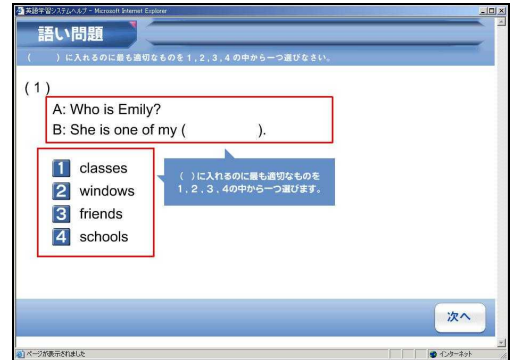 英語学習システムヘルプ - Microsoft Internet Explorer
語い問題
(　　)に入れるのに最も適切なものを1,2,3,4の中から一つ選びなさい。
(1)
A: Who is Emily?
B: She is one of my (　　　　).
1 classes
2 windows
3 friends
4 schools
(　)に入れるのに最も適切なものを
1,2,3,4の中から一つ選びます。
次へ
ページが表示されました
インターネット